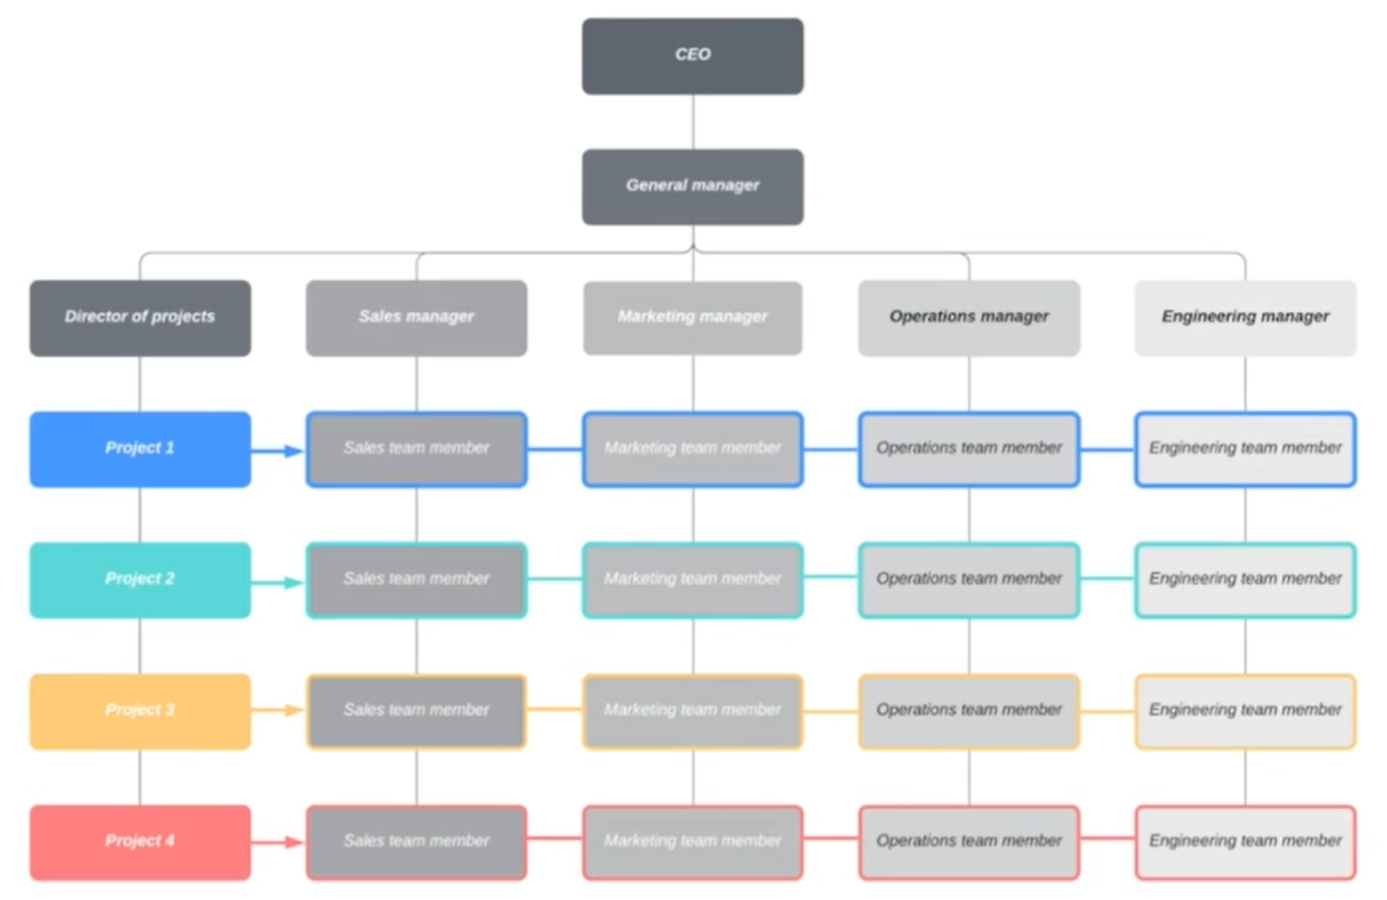 CEO
General manager
Director of projects
Sales manager
Marketing manager
Operations manager
Engineering manager
Project 1
Sales team member
Marketing team member
Operations team member
Engineering team member
Project 2
Sales team member
Marketing team member
Operations team member
Engineering team member
Project 3
Sales team member
Marketing team member
Operations team member
Engineering team member
Project 4
Sales team member
Marketing team member
Operations team member
Engineering team member